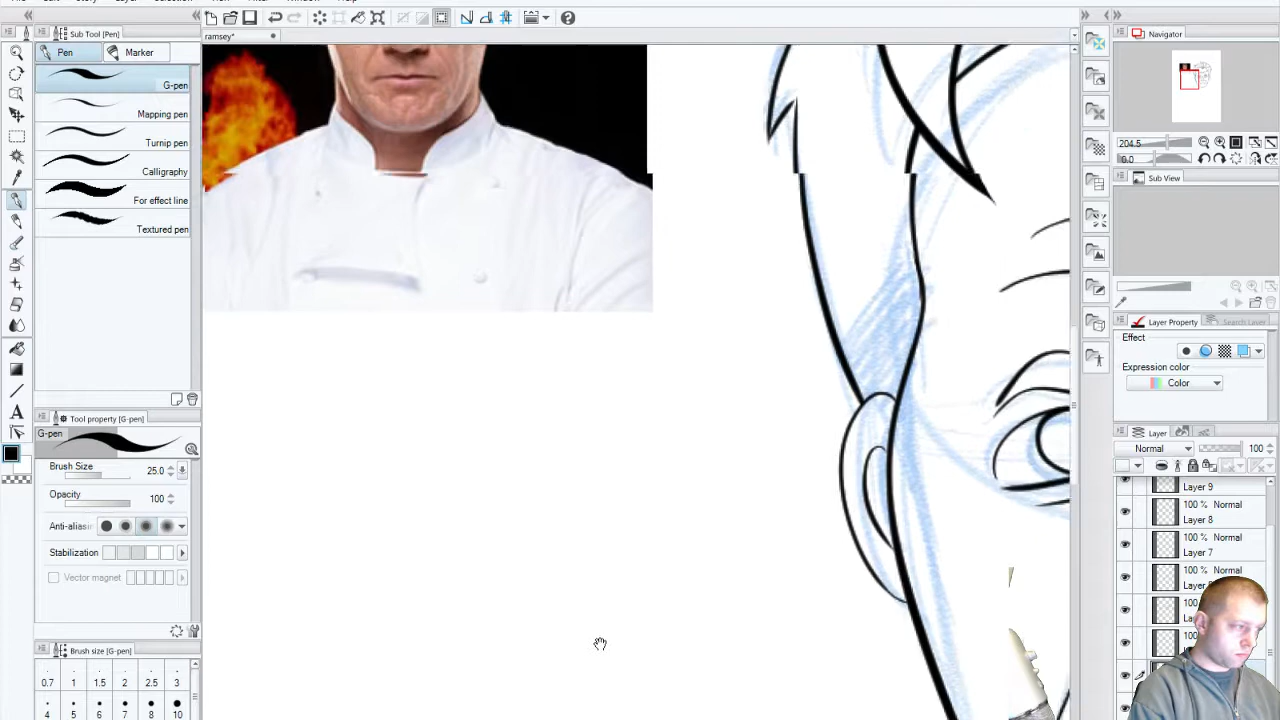 ramsey*
Sub Tool [Pen]
Pen
Marker
G-pen
Mapping pen
Turnip pen
Calligraphy
For effect line
Textured pen
Tool property [G-pen]
G-pen
Brush Size 25.0
Opacity 100
Anti-aliasi
Stabilization
Vector magnet
Brush size [G-pen]
0.7 1 1.5 2 2.5 3
4 5 6 7 8 10
Navigator
204.5
0.0
Sub View
Layer Property
Search Layer
Effect
Expression color
Color
Layer
Normal 100
Layer 9
100 % Normal
Layer 8
100 % Normal
Layer 7
100 % Normal